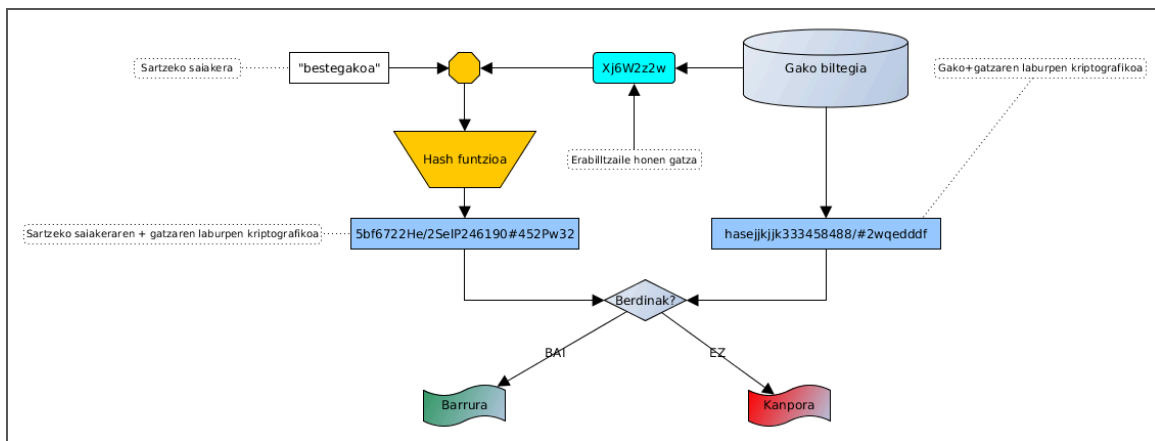 Sartzeko saiakera
"bestegakoa"
Xj6W2z2w
Gako biltegia
Gako+gatzaren laburpen kriptografikoa
Hash funtzioa
Erabilltzaile honen gatza
Sartzeko saiakeraren + gatzaren laburpen kriptografikoa
5bf6722He/2SeIP246190#452Pw32
hasejjkjjk333458488/#2wqedddf
Berdinak?
BAI
EZ
Barrura
Kanpora